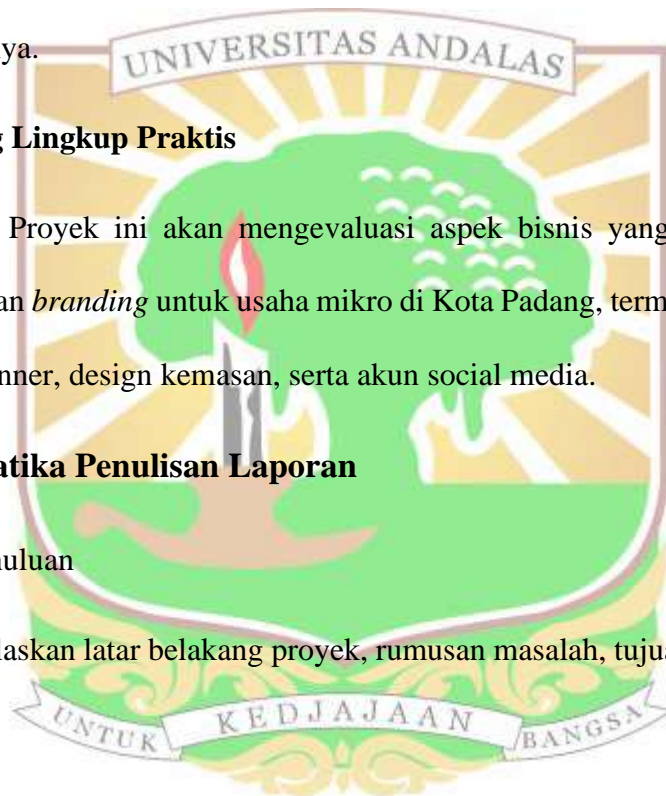 ya.
UNIVERSITAS ANDALAS
Lingkup Praktis
Proyek ini akan mengevaluasi aspek bisnis yang
an branding untuk usaha mikro di Kota Padang, term
nner, design kemasan, serta akun social media.
atika Penulisan Laporan
uluan
laskan latar belakang proyek, rumusan masalah, tujua
UNTUK KEDJAJAAN BANGSA